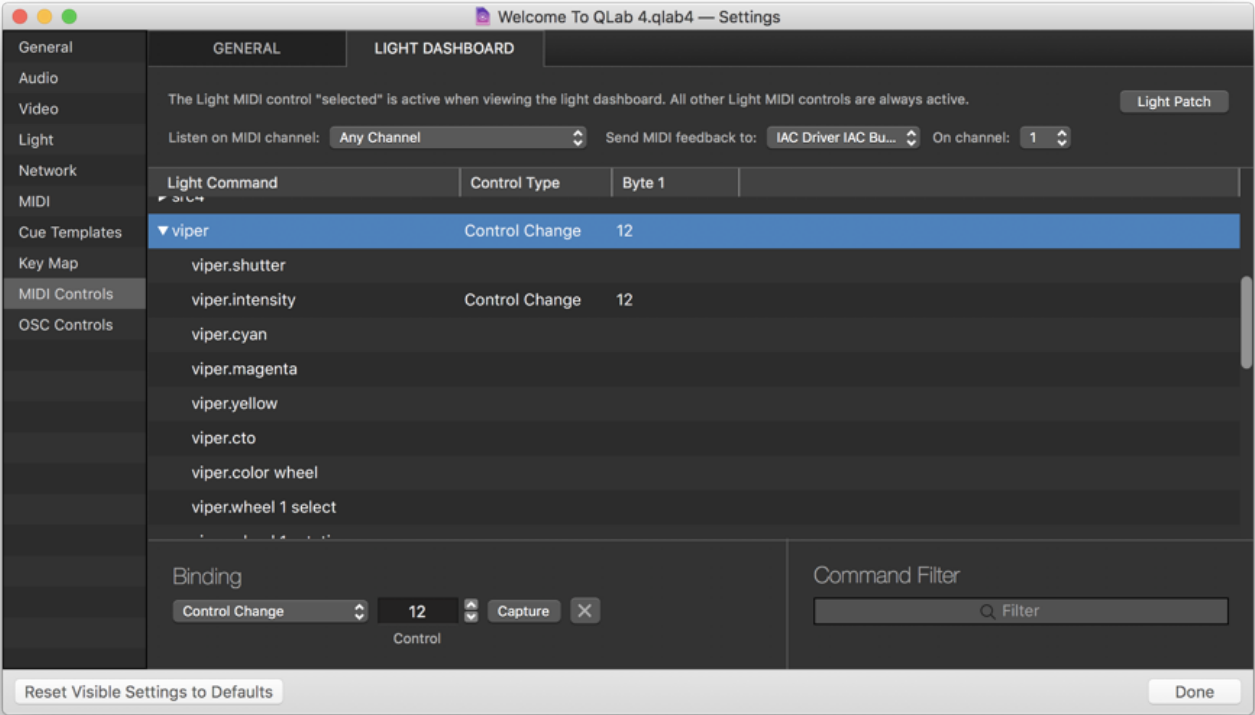 Welcome To QLab 4.qlab4 — Settings
General
Audio
Video
Light
Network
MIDI
Cue Templates
Key Map
MIDI Controls
OSC Controls
GENERAL LIGHT DASHBOARD
The Light MIDI control "selected" is active when viewing the light dashboard. All other Light MIDI controls are always active.
Light Patch
Listen on MIDI channel: Any Channel Send MIDI feedback to: IAC Driver IAC Bu... On channel: 1
Light Command Control Type Byte 1
src4
viper Control Change 12
viper.shutter
viper.intensity Control Change 12
viper.cyan
viper.magenta
viper.yellow
viper.cto
viper.color wheel
viper.wheel 1 select
Binding
Control Change 12 Capture
Control
Command Filter
Filter
Reset Visible Settings to Defaults
Done